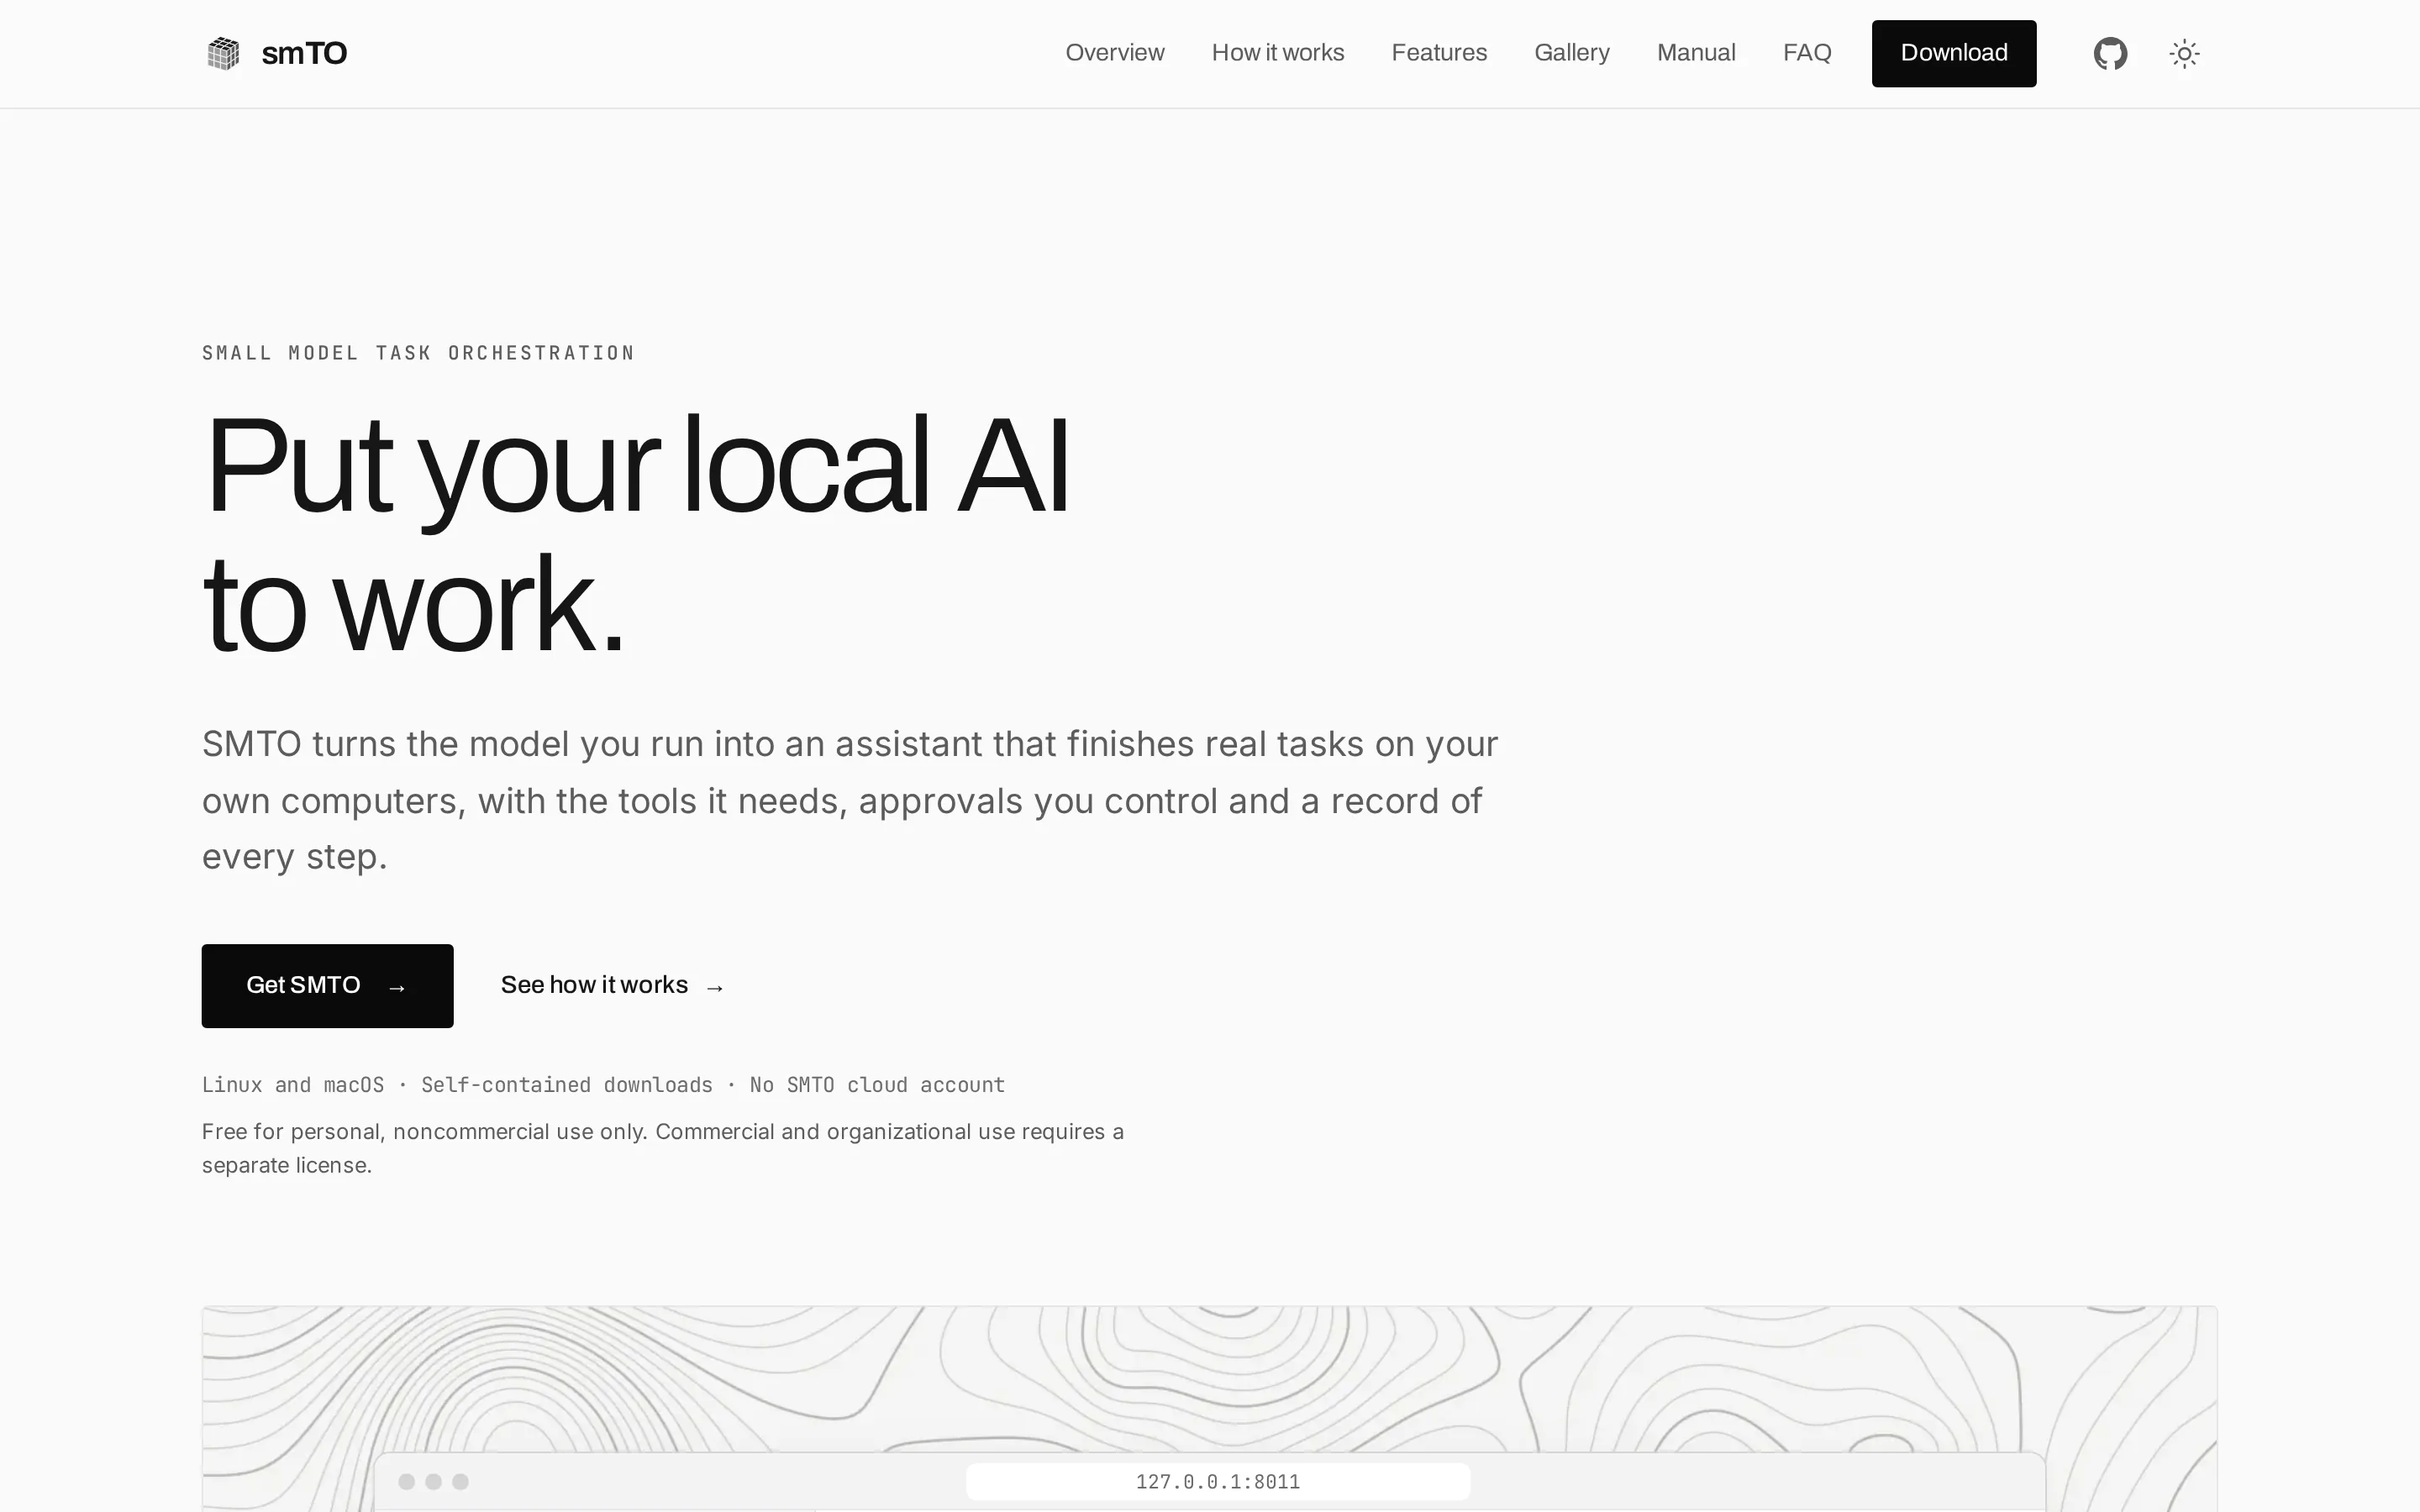 smTO
Overview
How it works
Features
Gallery
Manual
FAQ
Download
SMALL MODEL TASK ORCHESTRATION
Put your local AI
to work.
SMTO turns the model you run into an assistant that finishes real tasks on your
own computers, with the tools it needs, approvals you control and a record of
every step.
Get SMTO →
See how it works →
Linux and macOS · Self-contained downloads · No SMTO cloud account
Free for personal, noncommercial use only. Commercial and organizational use requires a
separate license.
127.0.0.1:8011